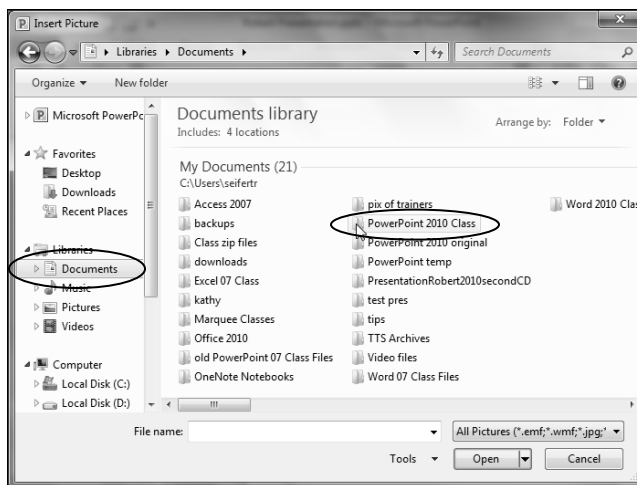 Insert Picture
Libraries ▸ Documents ▸
Search Documents
Organize
New folder
Microsoft PowerPo
Favorites
Desktop
Downloads
Recent Places
Libraries
Documents
Music
Pictures
Videos
Computer
Local Disk (C:)
Local Disk (D:)
Documents library
Includes: 4 locations
Arrange by: Folder
My Documents (21)
C:\Users\seifertr
Access 2007
backups
Class zip files
downloads
Excel 07 Class
kathy
Marquee Classes
Office 2010
old PowerPoint 07 Class Files
OneNote Notebooks
pix of trainers
PowerPoint 2010 Class
PowerPoint 2010 original
PowerPoint temp
PresentationRobert2010secondCD
test pres
tips
TTS Archives
Video files
Word 07 Class Files
Word 2010 Clas
File name:
All Pictures (*.emf;*.wmf;*.jpg;*
Tools
Open
Cancel